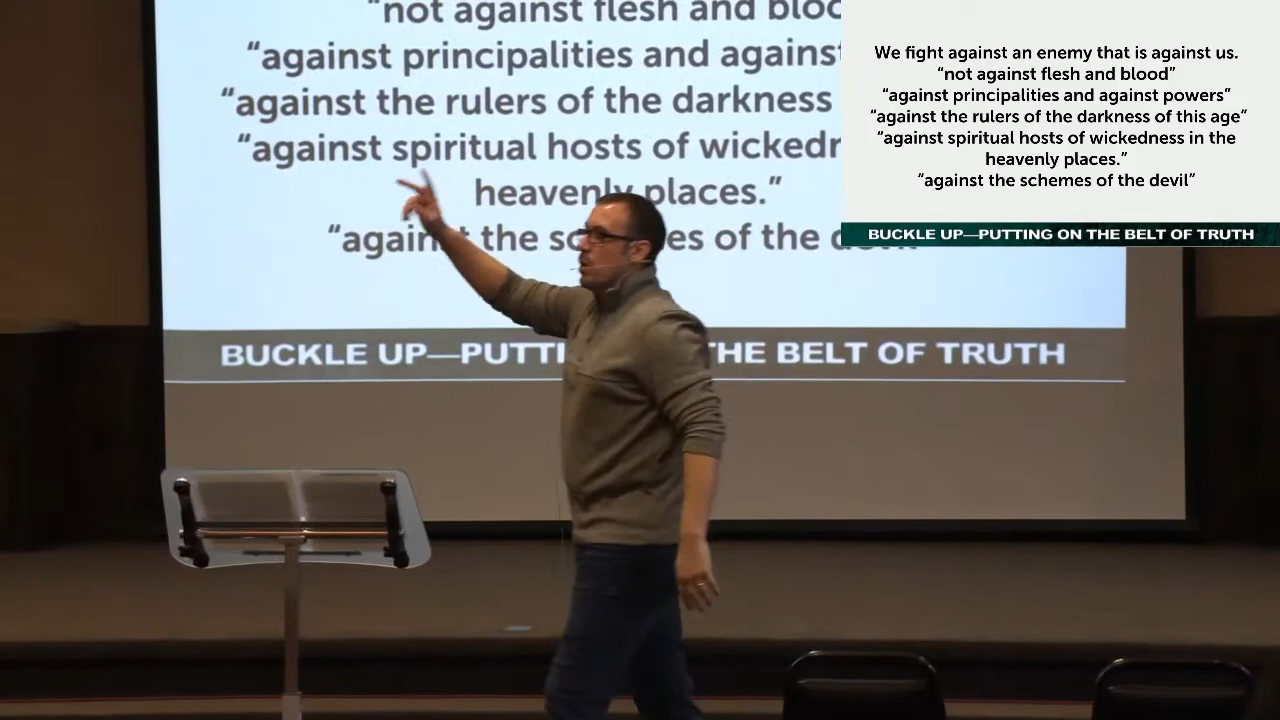 "not against flesh and bloo
"against principalities and against
"against the rulers of the darkness
"against spiritual hosts of wickedn
heavenly places."
"against the schemes of the devil
BUCKLE UP—PUTTI THE BELT OF TRUTH
We fight against an enemy that is against us.
"not against flesh and blood"
"against principalities and against powers"
"against the rulers of the darkness of this age"
"against spiritual hosts of wickedness in the
heavenly places."
"against the schemes of the devil"
BUCKLE UP—PUTTING ON THE BELT OF TRUTH